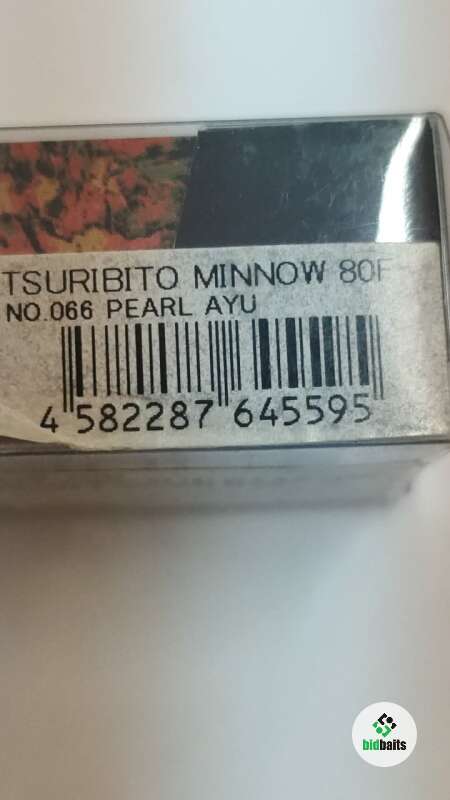 TSURIBITO MINNOW 80F
NO.066 PEARL AYU
4 582287 645595
bidbaits